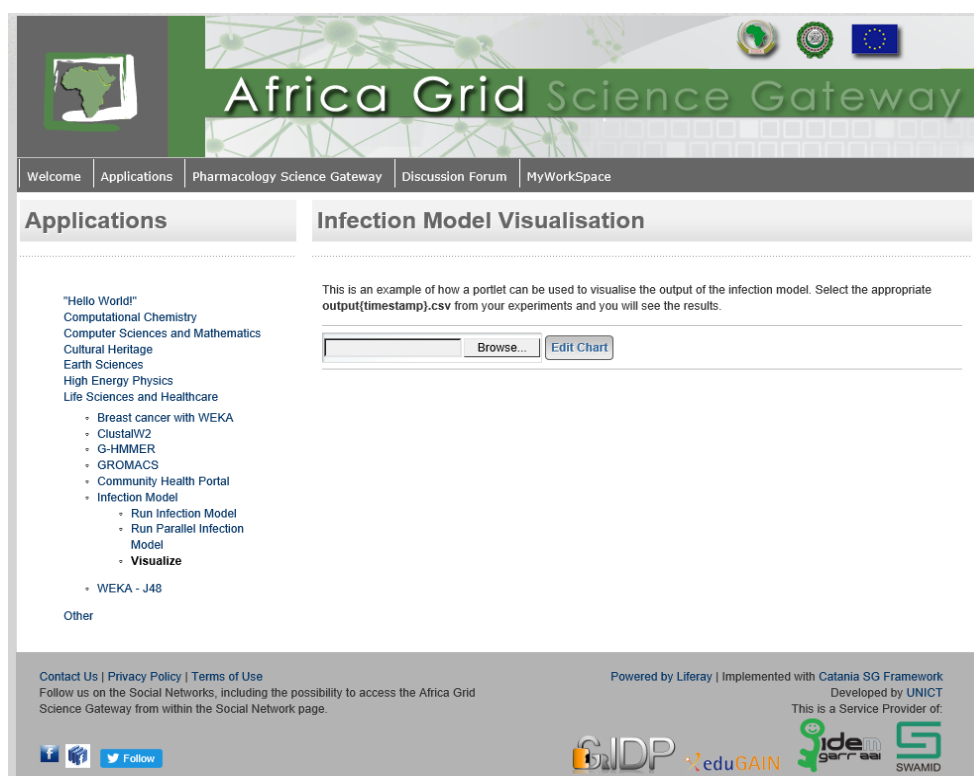 Africa Grid Science Gateway
Welcome Applications Pharmacology Science Gateway Discussion Forum MyWorkSpace
Applications
Infection Model Visualisation
"Hello World!"
Computational Chemistry
Computer Sciences and Mathematics
Cultural Heritage
Earth Sciences
High Energy Physics
Life Sciences and Healthcare
Breast cancer with WEKA
ClustalW2
G-HMMER
GROMACS
Community Health Portal
Infection Model
Run Infection Model
Run Parallel Infection
Model
Visualize
WEKA - J48
Other
This is an example of how a portlet can be used to visualise the output of the infection model. Select the appropriate
output{timestamp}.csv from your experiments and you will see the results.
Browse... Edit Chart
Contact Us | Privacy Policy | Terms of Use
Follow us on the Social Networks, including the possibility to access the Africa Grid
Science Gateway from within the Social Network page.
f Follow
Powered by Liferay | Implemented with Catania SG Framework
Developed by UNICT
This is a Service Provider of:
GrIDP eduGAIN idem garr aai SWAMID